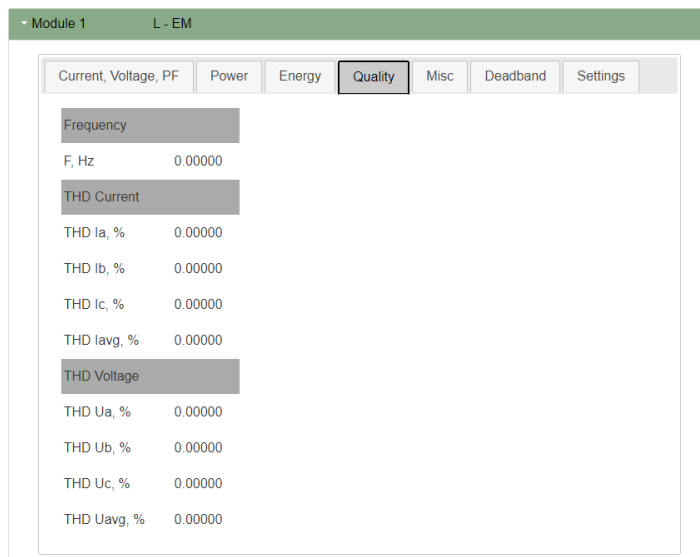 Module 1 L - EM
Current, Voltage, PF Power Energy Quality Misc Deadband Settings
Frequency
F, Hz 0.00000
THD Current
THD Ia, % 0.00000
THD Ib, % 0.00000
THD Ic, % 0.00000
THD Iavg, % 0.00000
THD Voltage
THD Ua, % 0.00000
THD Ub, % 0.00000
THD Uc, % 0.00000
THD Uavg, % 0.00000